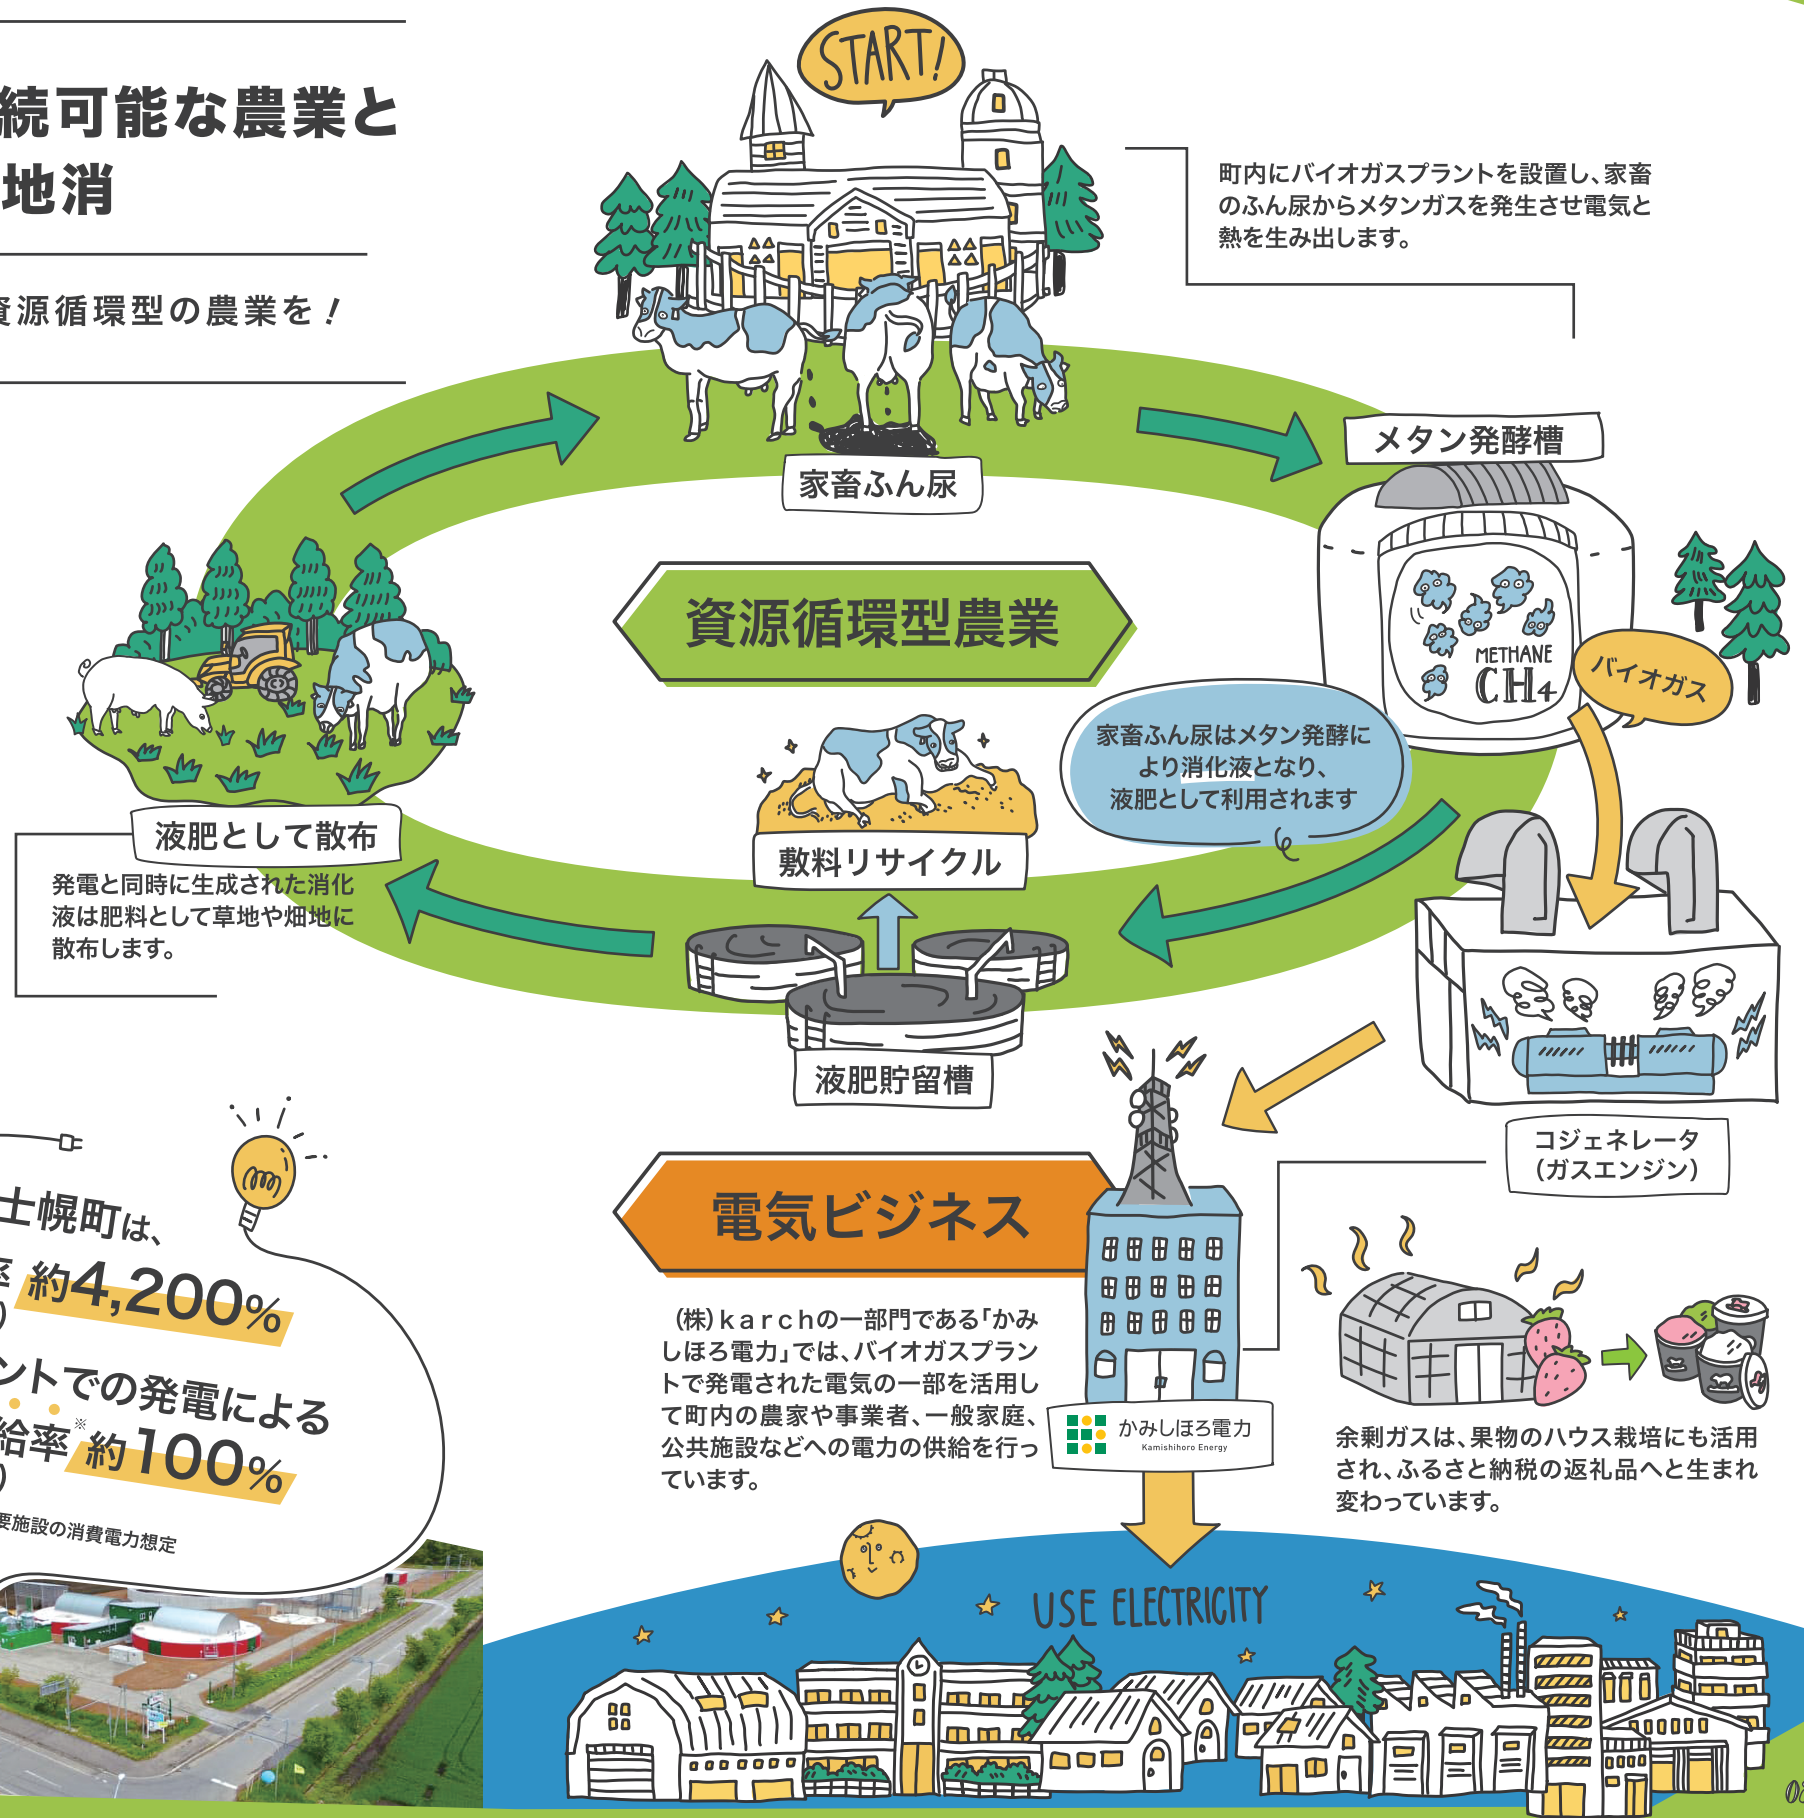 続可能な農業と
地消
資源循環型の農業を！
START!
町内にバイオガスプラントを設置し、家畜
のふん尿からメタンガスを発生させ電気と
熱を生み出します。
家畜ふん尿
メタン発酵槽
METHANE
CH4
バイオガス
資源循環型農業
家畜ふん尿はメタン発酵に
より消化液となり、
液肥として利用されます
敷料リサイクル
液肥として散布
発電と同時に生成された消化
液は肥料として草地や畑地に
散布します。
液肥貯留槽
コジェネレータ
（ガスエンジン）
士幌町は、
率 約4,200%
）
ントでの発電による
給率※約100%
）
要施設の消費電力想定
電気ビジネス
（株）ｋａｒｃｈの一部門である「かみ
しほろ電力」では、バイオガスプラン
トで発電された電気の一部を活用し
て町内の農家や事業者、一般家庭、
公共施設などへの電力の供給を行っ
ています。
かみしほろ電力
Kamishihoro Energy
余剰ガスは、果物のハウス栽培にも活用
され、ふるさと納税の返礼品へと生まれ
変わっています。
USE ELECTRICITY